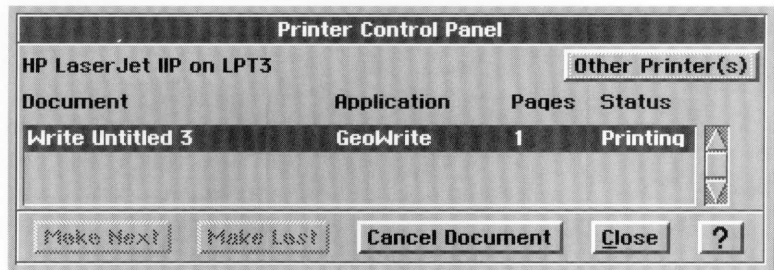 Printer Control Panel
HP LaserJet IIP on LPT3 Other Printer(s)
Document Application Pages Status
Write Untitled 3 GeoWrite 1 Printing
Make Next Make Last Cancel Document Close ?